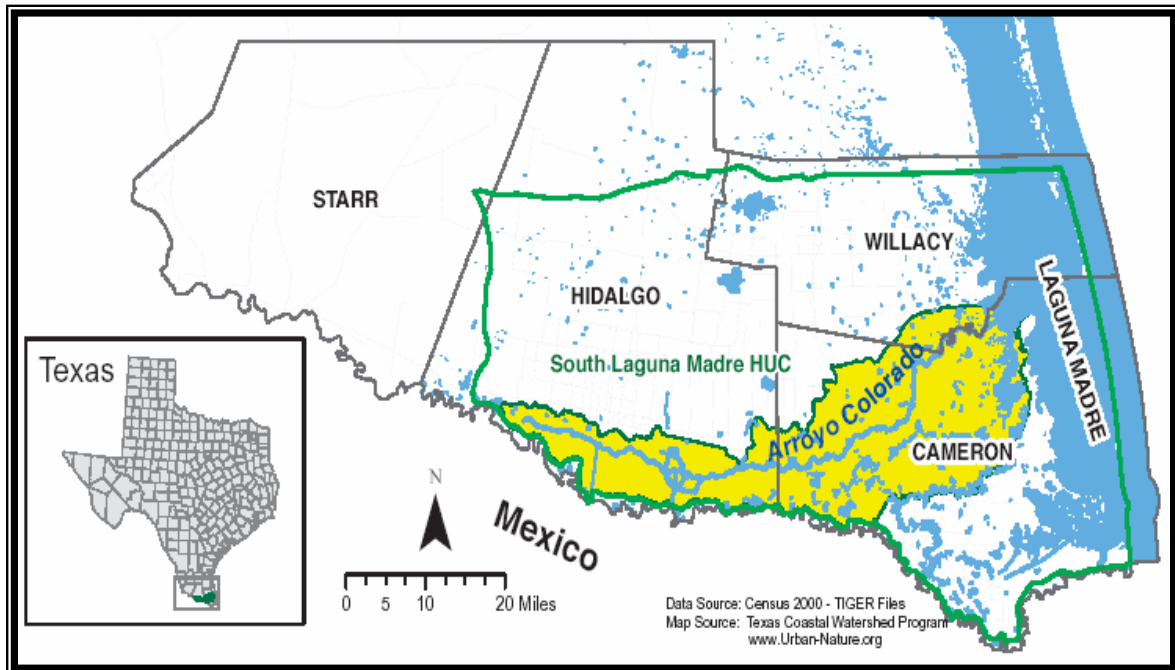 STARR
WILLACY
HIDALGO
LAGUNA MADRE
South Laguna Madre HUC
Arroyo Colorado
CAMERON
Texas
N
Mexico
0 5 10 20 Miles
Data Source: Census 2000 - TIGER Files
Map Source: Texas Coastal Watershed Program
www.Urban-Nature.org